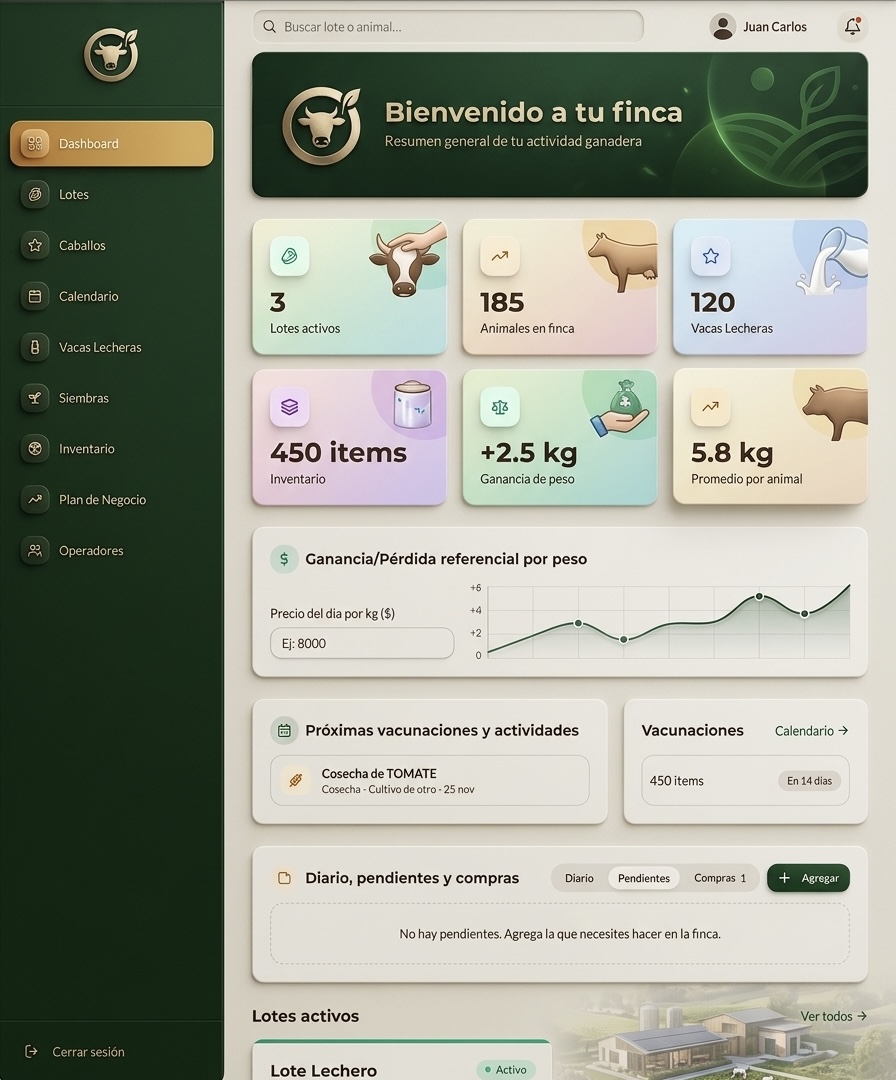 Buscar lote o animal...
Juan Carlos
Dashboard
Lotes
Caballos
Calendario
Vacas Lecheras
Siembras
Inventario
Plan de Negocio
Operadores
Cerrar sesión
Bienvenido a tu finca
Resumen general de tu actividad ganadera
3
Lotes activos
185
Animales en finca
120
Vacas Lecheras
450 items
Inventario
+2.5 kg
Ganancia de peso
5.8 kg
Promedio por animal
$ Ganancia/Pérdida referencial por peso
Precio del dia por kg ($)
Ej: 8000
+6
+4
+2
0
Próximas vacunaciones y actividades
Cosecha de TOMATE
Cosecha - Cultivo de otro - 25 nov
Vacunaciones Calendario →
450 items En 14 días
Diario, pendientes y compras Diario Pendientes Compras 1 + Agregar
No hay pendientes. Agrega la que necesites hacer en la finca.
Lotes activos Ver todos →
Lote Lechero Activo